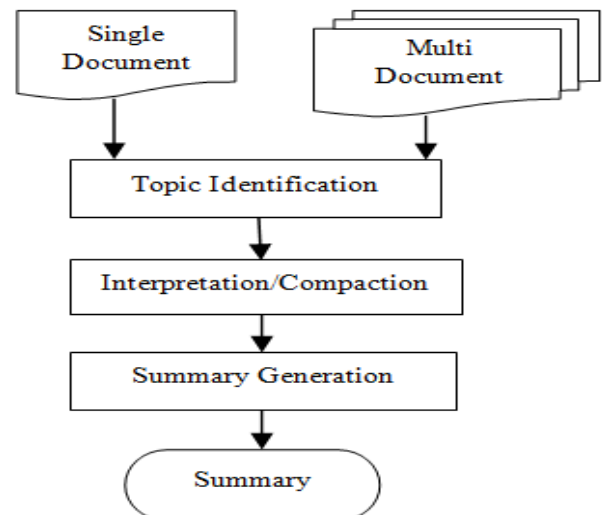 Single
Document
Multi
Document
Topic Identification
Interpretation/Compaction
Summary Generation
Summary